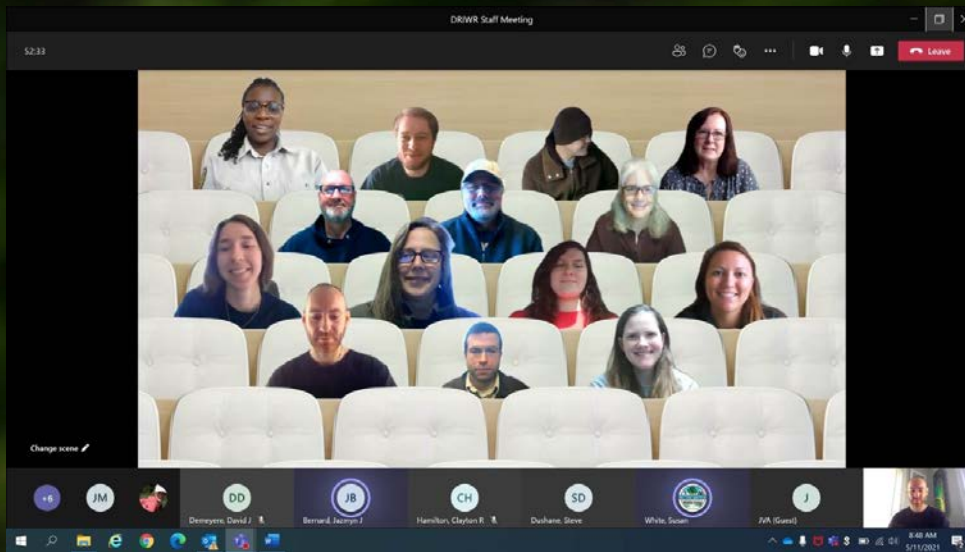 DRIWR Staff Meeting
52:33
Leave
Change scene
+6
JM
DD
JB
CH
SD
J
Demeyere, David J
Bernard, Jazmyn J
Hamilton, Clayton R
Dushane, Steve
White, Susan
JVA (Guest)
8:48 AM
5/11/2021